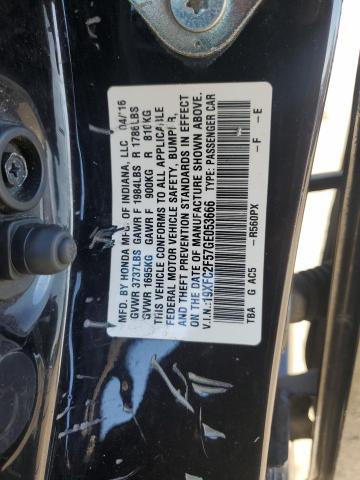 MFD. BY HONDA MFG OF INDIANA, LLC 04/16
GVWR 3737LBS GAWR F 1984LBS R 1786LBS
GVWR 1695KG GAWR F 900KG R 810KG
THIS VEHICLE CONFORMS TO ALL APPLICABLE
FEDERAL MOTOR VEHICLE SAFETY, BUMPER,
AND THEFT PREVENTION STANDARDS IN EFFECT
ON THE DATE OF MANUFACTURE SHOWN ABOVE.
V.I.N.:19XFC2F57GE053666 TYPE: PASSENGER CAR
TBA G AC5 -R560PX -F -E